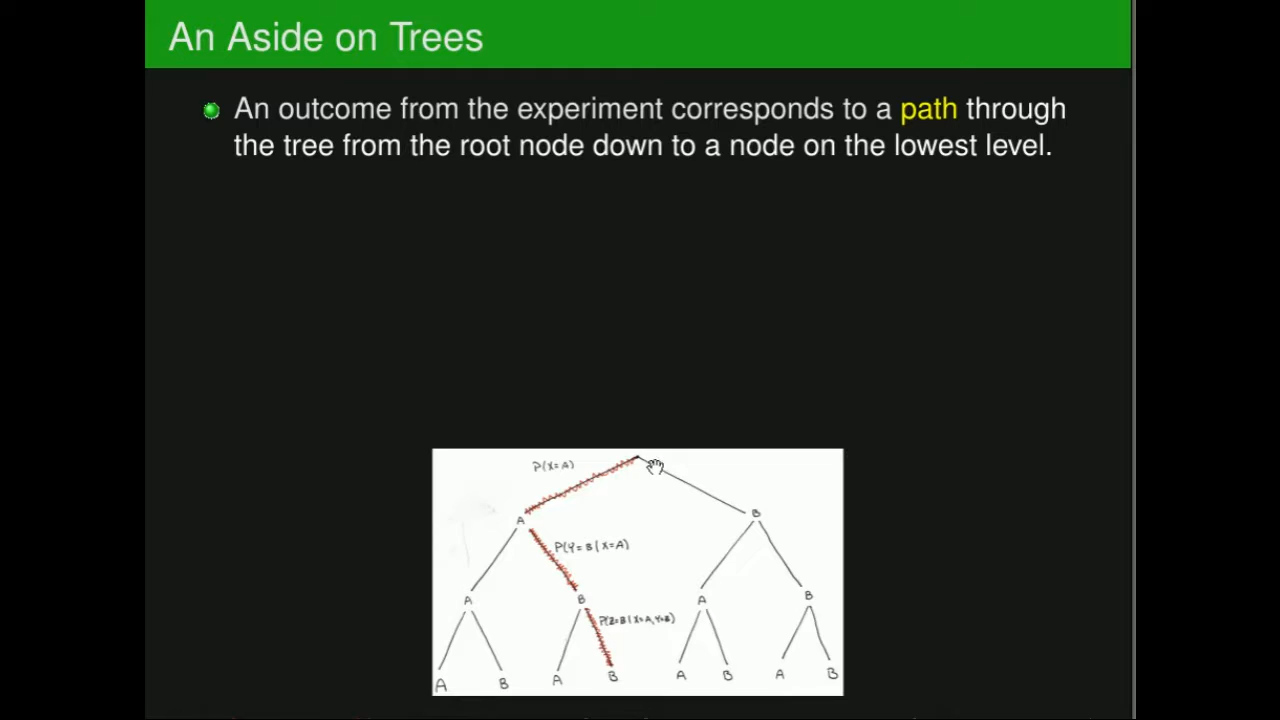 An Aside on Trees
An outcome from the experiment corresponds to a path through
the tree from the root node down to a node on the lowest level.
P(X=A)
A B
P(Y=B|X=A)
A B A B
P(Z=B|X=A,Y=B)
A B A B A B A B